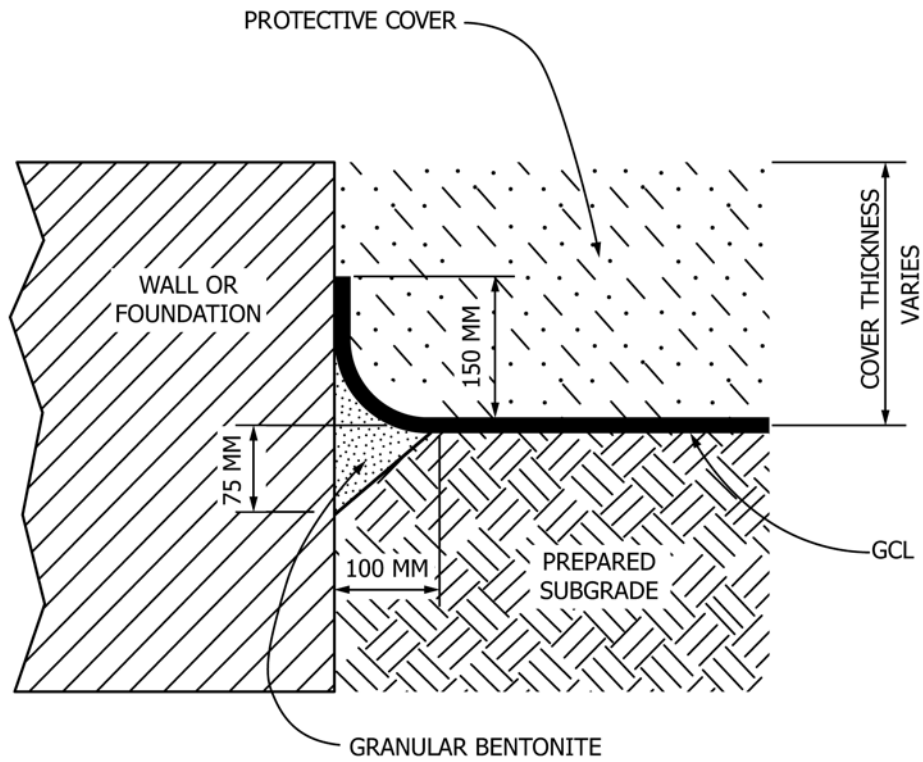 PROTECTIVE COVER
WALL OR
FOUNDATION
150 MM
COVER THICKNESS
VARIES
75 MM
100 MM
PREPARED
SUBGRADE
GCL
GRANULAR BENTONITE